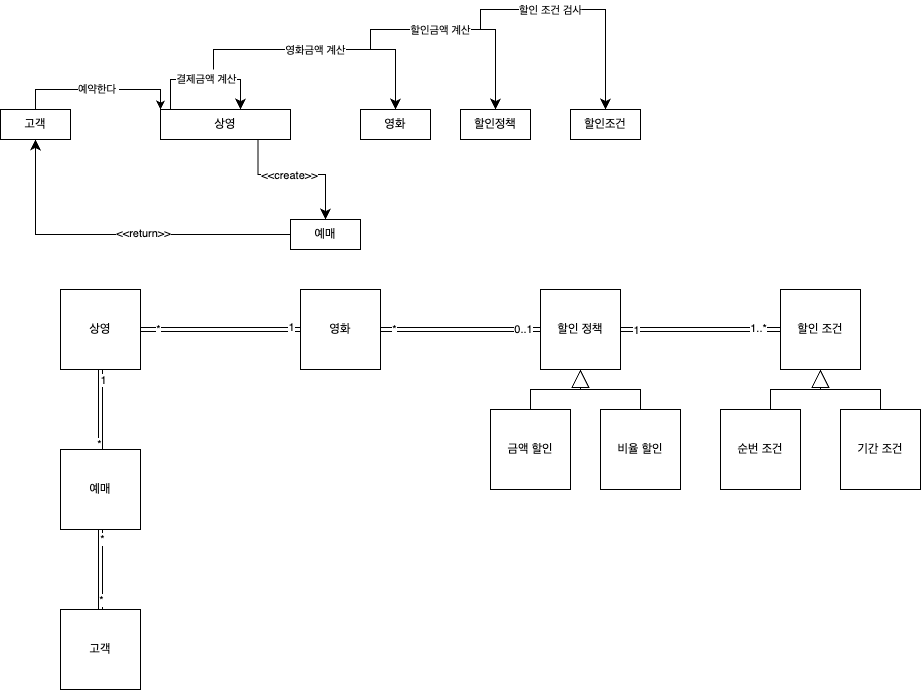 할인 조건 검사
할인금액 계산
영화금액 계산
결제금액 계산
예약한다
고객
상영
영화
할인정책
할인조건
<<create>>
<<return>>
예매
상영
*
1
영화
*
0..1
할인 정책
1
1..*
할인 조건
1
*
금액 할인
비율 할인
순번 조건
기간 조건
예매
*
*
고객